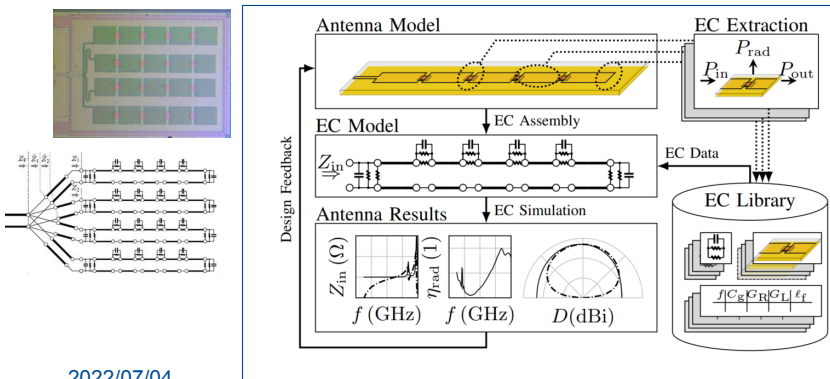 Antenna Model
EC Extraction
P_rad
P_in
P_out
EC Assembly
EC Model
Z_in
EC Data
EC Simulation
Design Feedback
Antenna Results
Z_in (Ω)
f (GHz)
η_rad (1)
f (GHz)
D(dBi)
EC Library
f C_g G_R G_L ℓ_f
2022/07/04